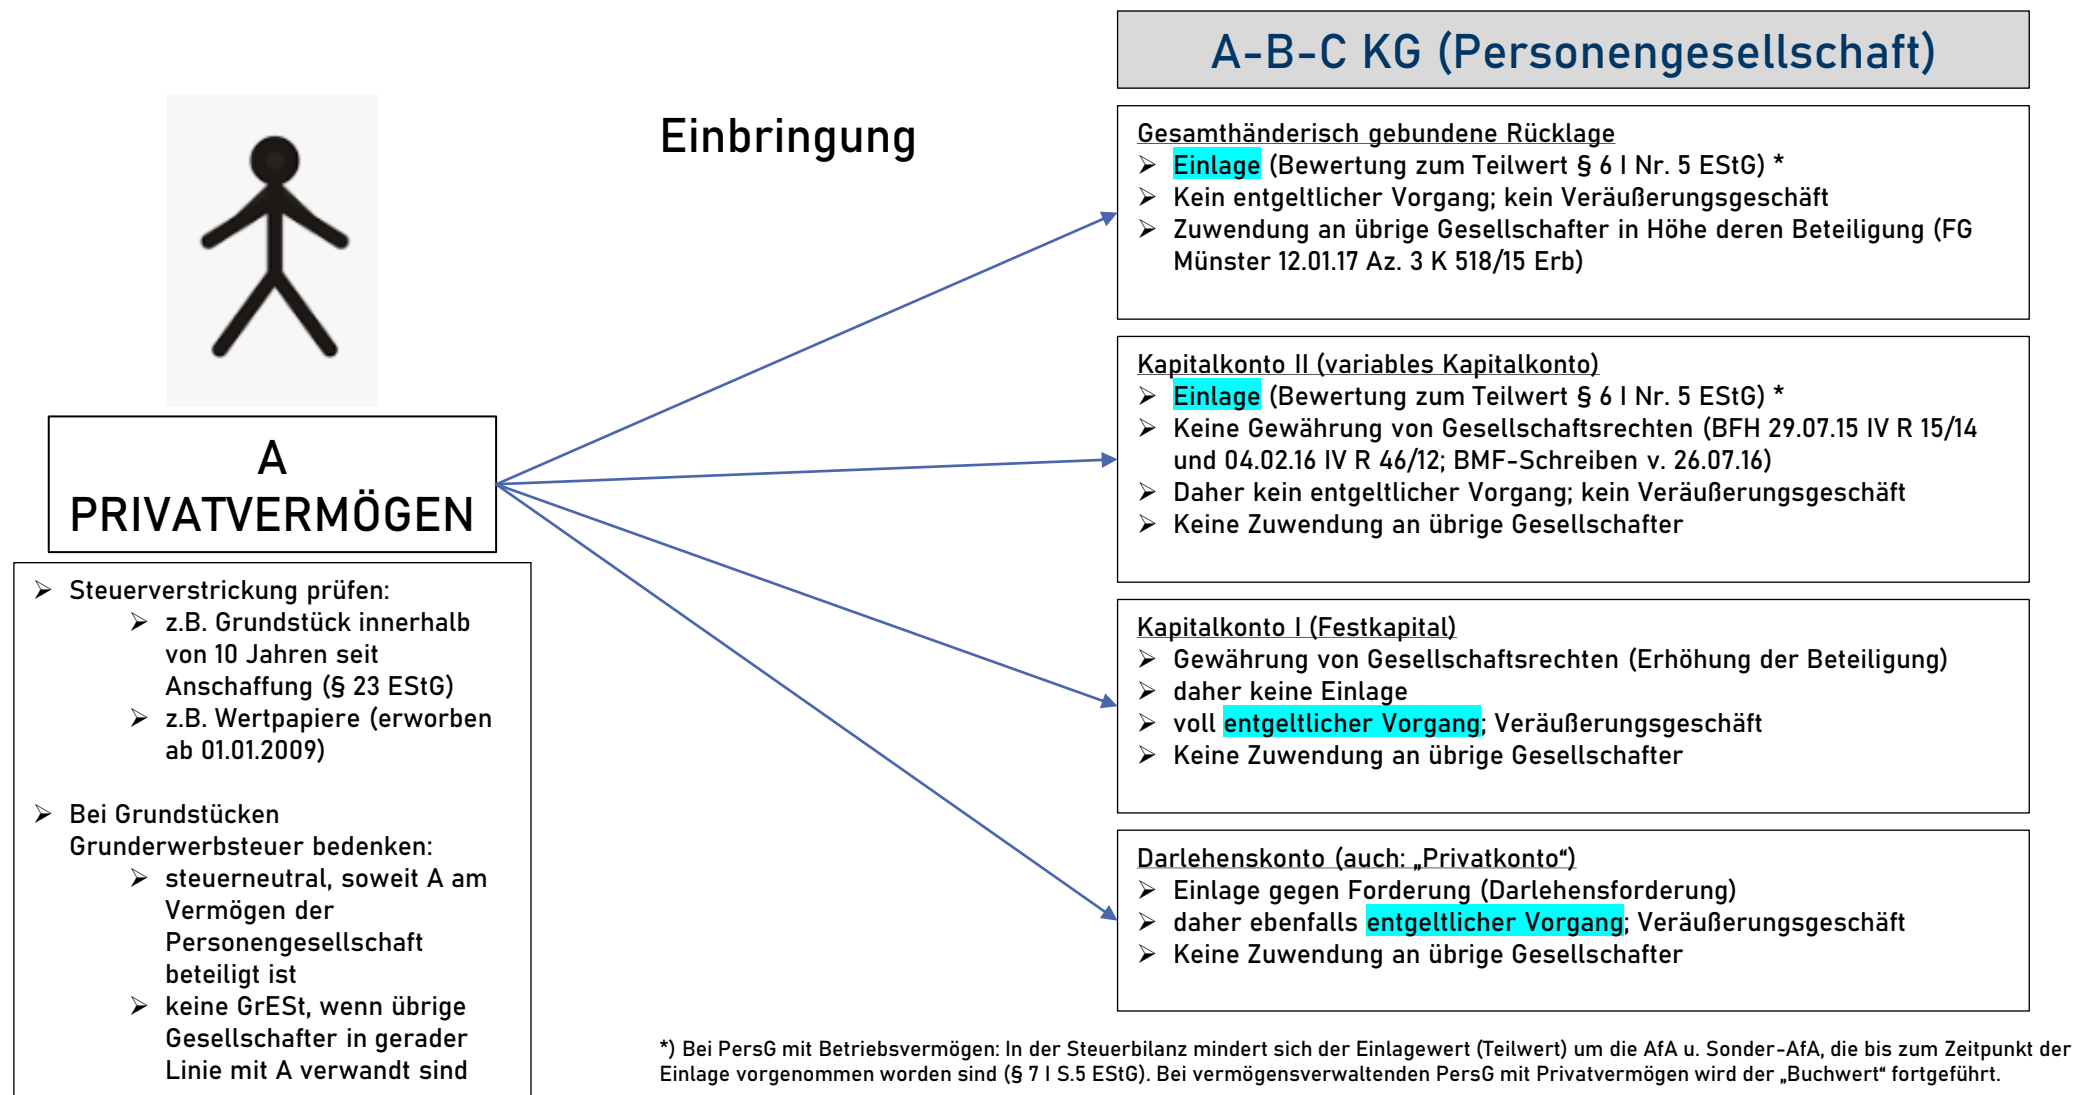 A-B-C KG (Personengesellschaft)
Einbringung
A
PRIVATVERMÖGEN
➢ Steuerverstrickung prüfen:
➢ z.B. Grundstück innerhalb
von 10 Jahren seit
Anschaffung (§ 23 EStG)
➢ z.B. Wertpapiere (erworben
ab 01.01.2009)
➢ Bei Grundstücken
Grunderwerbsteuer bedenken:
➢ steuerneutral, soweit A am
Vermögen der
Personengesellschaft
beteiligt ist
➢ keine GrESt, wenn übrige
Gesellschafter in gerader
Linie mit A verwandt sind
Gesamthänderisch gebundene Rücklage
➢ Einlage (Bewertung zum Teilwert § 6 I Nr. 5 EStG) *
➢ Kein entgeltlicher Vorgang; kein Veräußerungsgeschäft
➢ Zuwendung an übrige Gesellschafter in Höhe deren Beteiligung (FG
Münster 12.01.17 Az. 3 K 518/15 Erb)
Kapitalkonto II (variables Kapitalkonto)
➢ Einlage (Bewertung zum Teilwert § 6 I Nr. 5 EStG) *
➢ Keine Gewährung von Gesellschaftsrechten (BFH 29.07.15 IV R 15/14
und 04.02.16 IV R 46/12; BMF-Schreiben v. 26.07.16)
➢ Daher kein entgeltlicher Vorgang; kein Veräußerungsgeschäft
➢ Keine Zuwendung an übrige Gesellschafter
Kapitalkonto I (Festkapital)
➢ Gewährung von Gesellschaftsrechten (Erhöhung der Beteiligung)
➢ daher keine Einlage
➢ voll entgeltlicher Vorgang; Veräußerungsgeschäft
➢ Keine Zuwendung an übrige Gesellschafter
Darlehenskonto (auch: „Privatkonto“)
➢ Einlage gegen Forderung (Darlehensforderung)
➢ daher ebenfalls entgeltlicher Vorgang; Veräußerungsgeschäft
➢ Keine Zuwendung an übrige Gesellschafter
*) Bei PersG mit Betriebsvermögen: In der Steuerbilanz mindert sich der Einlagewert (Teilwert) um die AfA u. Sonder-AfA, die bis zum Zeitpunkt der
Einlage vorgenommen worden sind (§ 7 I S.5 EStG). Bei vermögensverwaltenden PersG mit Privatvermögen wird der „Buchwert“ fortgeführt.